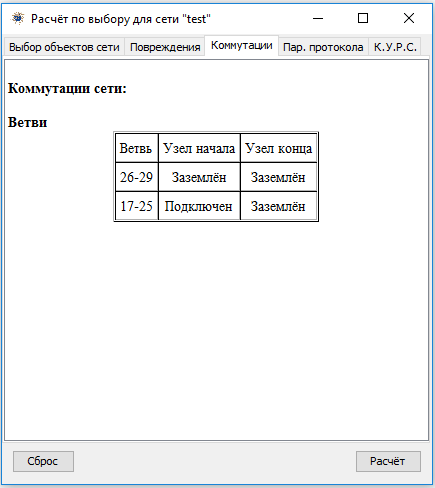 Расчёт по выбору для сети "test"
Выбор объектов сети Повреждения Коммутации Пар. протокола К.У.Р.С.
Коммутации сети:
Ветви
Ветвь Узел начала Узел конца
26-29 Заземлён Заземлён
17-25 Подключен Заземлён
Сброс Расчёт